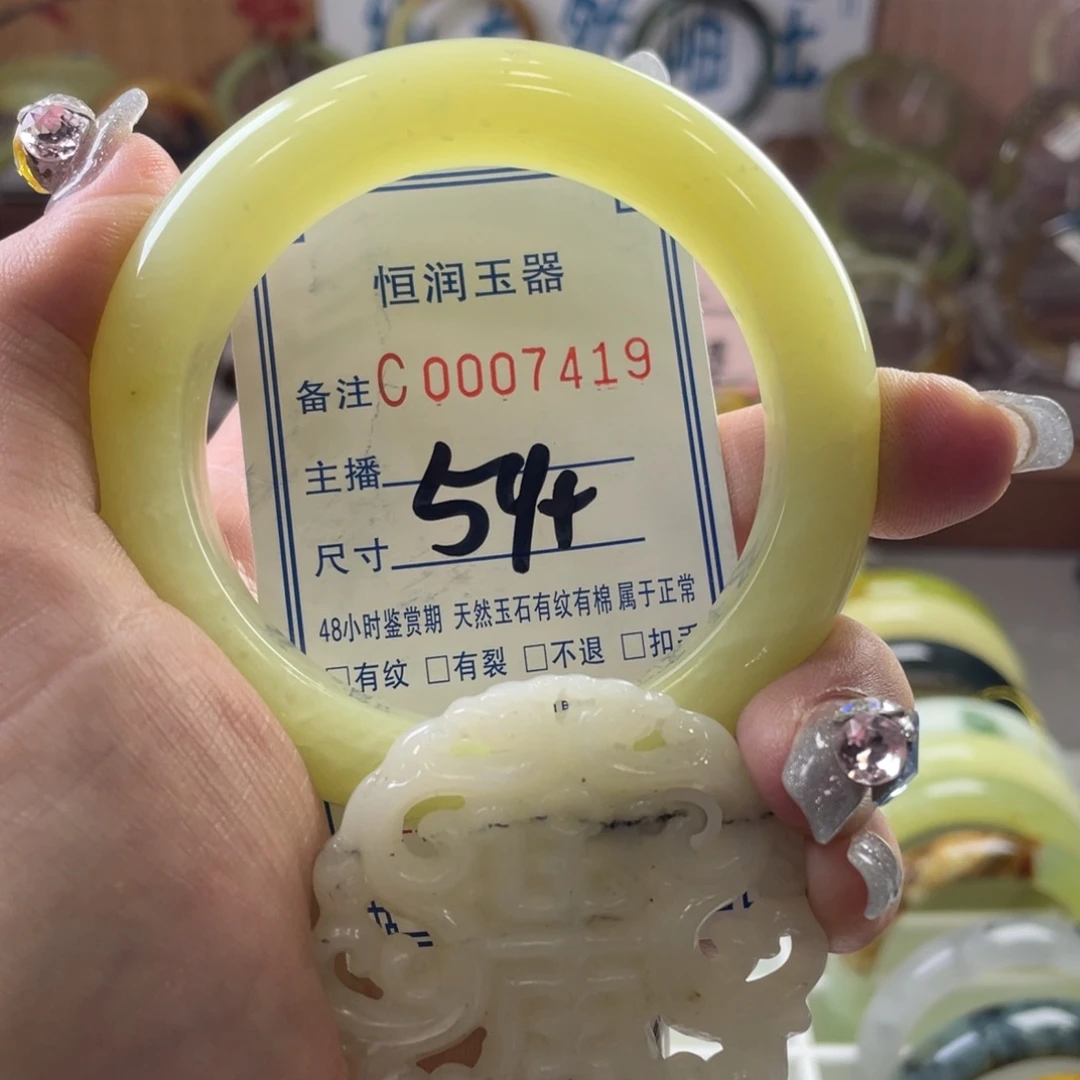 恒润玉器
备注C0007419
主播
54+
尺寸
48小时鉴赏期 天然玉石有纹有棉 属于正常
□有纹 □有裂 □不退 □扣